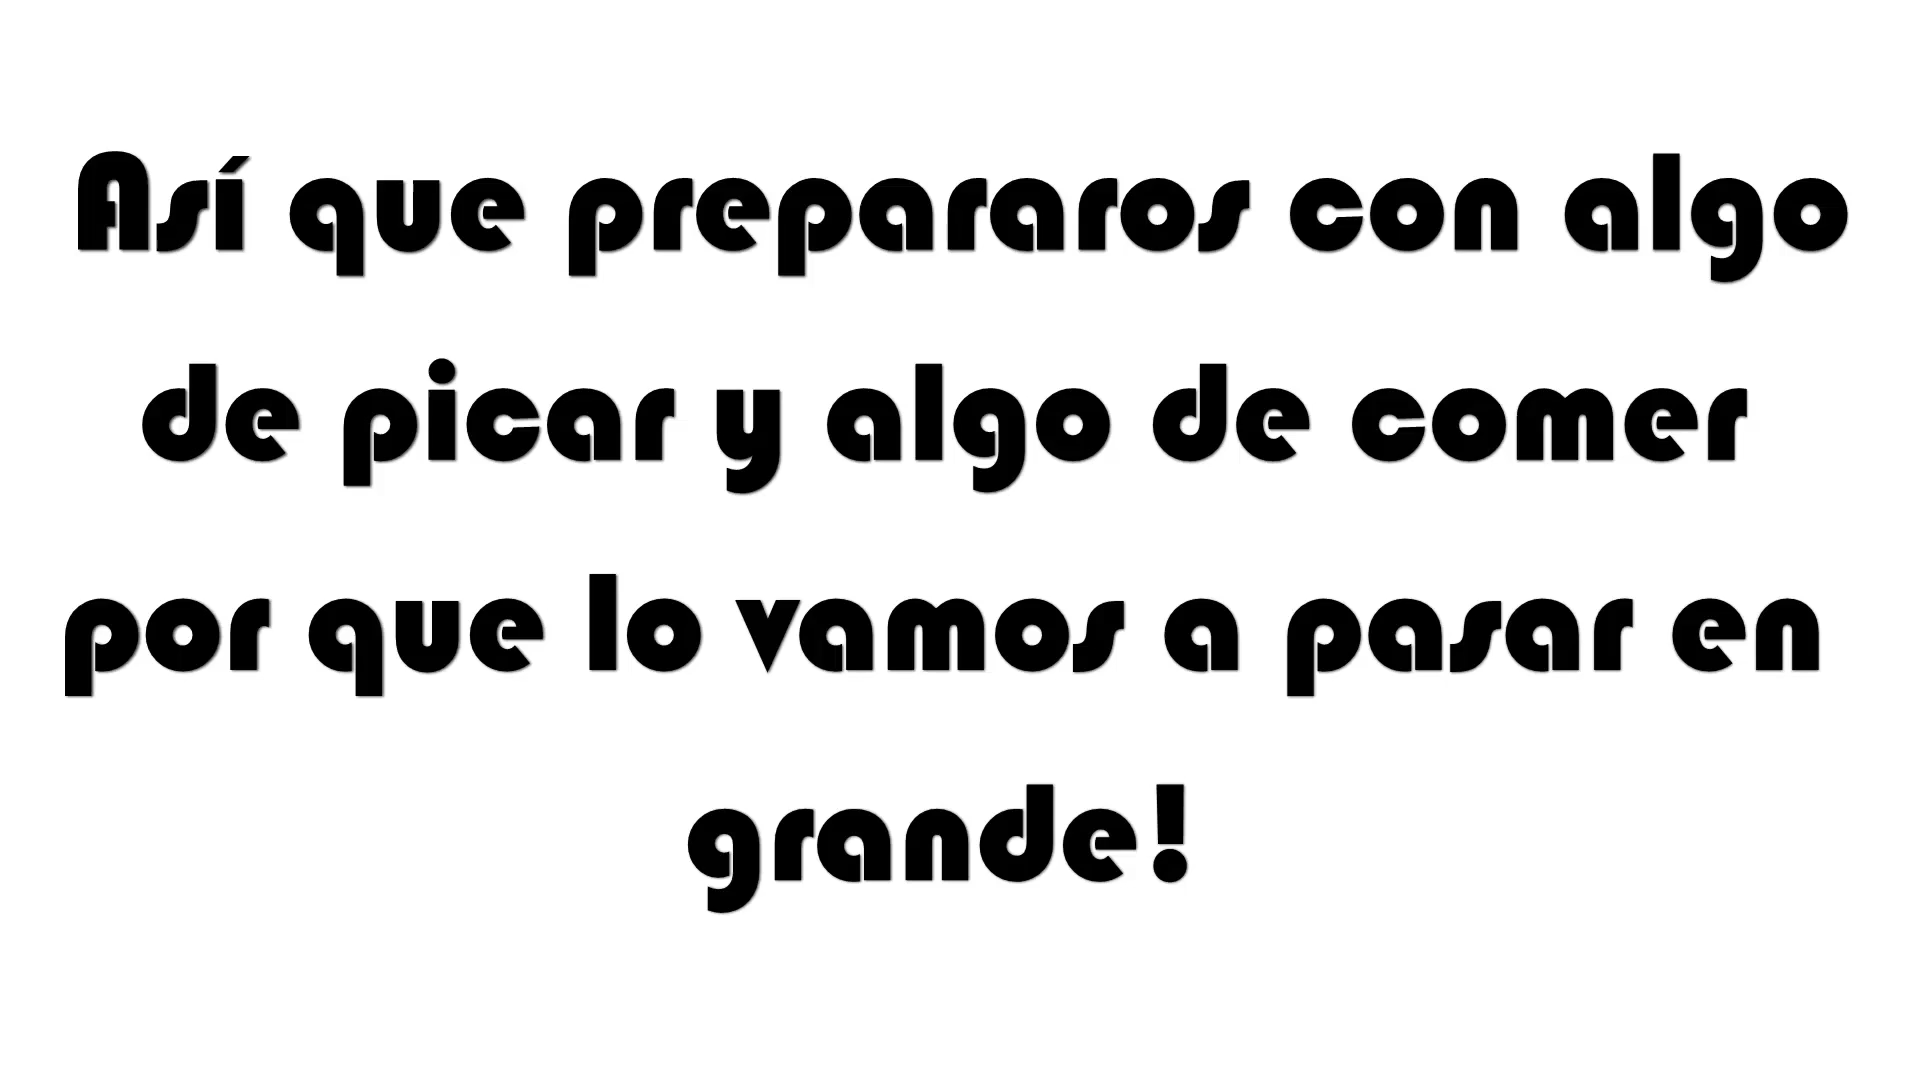 Así que prepararos con algo
de picar y algo de comer
por que lo vamos a pasar en
grande!